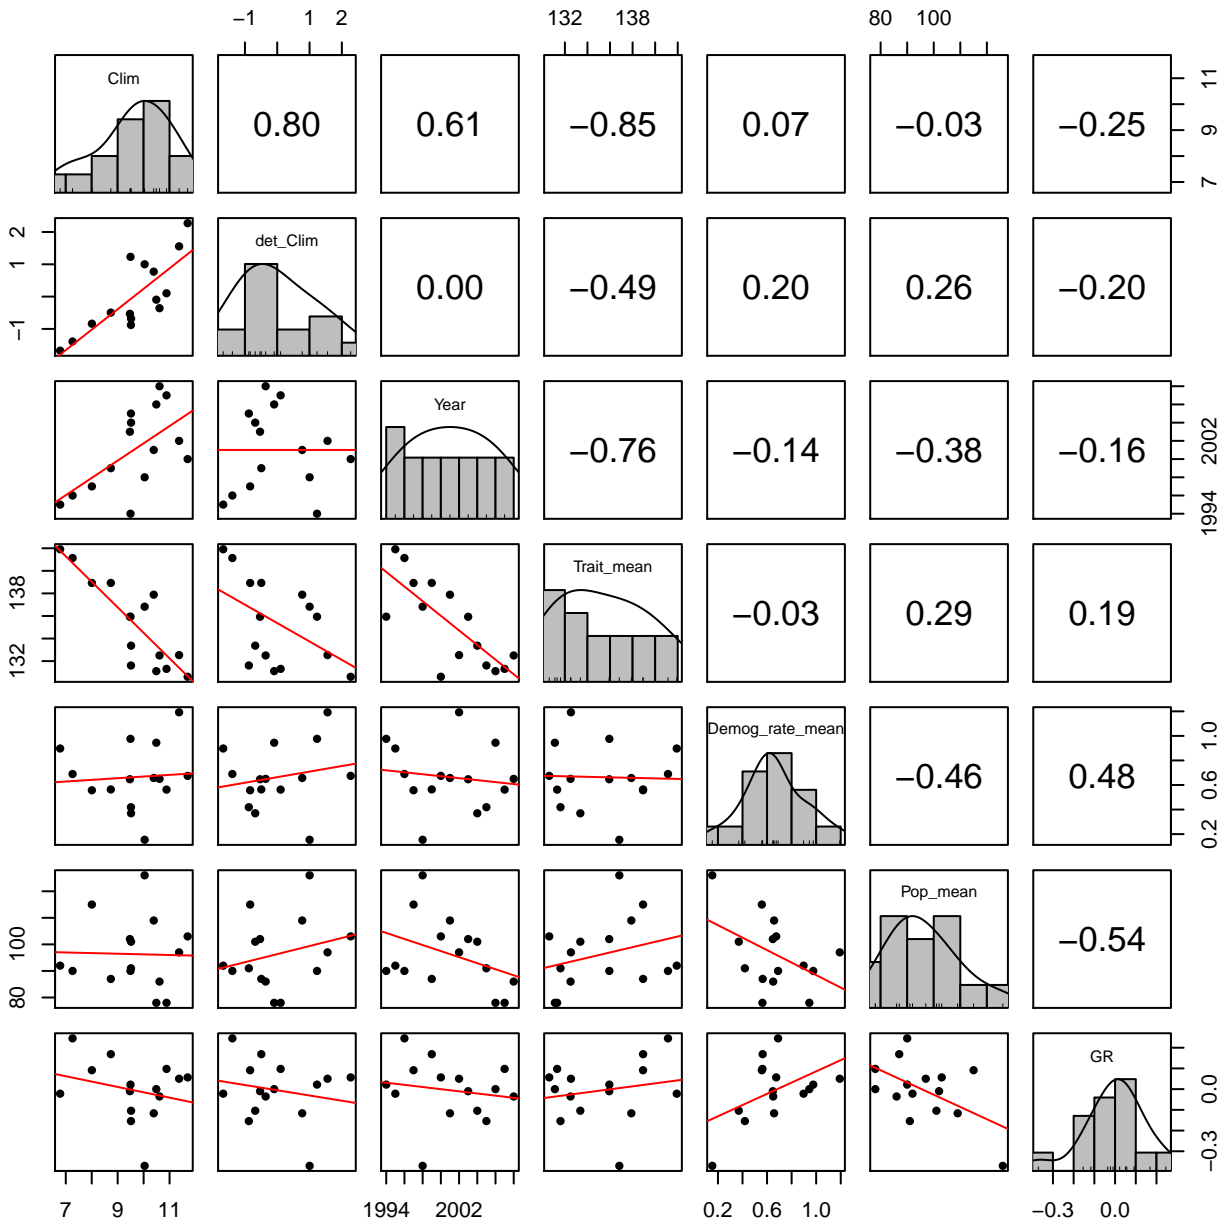 −1 1 2 132 138 80 100
Clim 0.80 0.61 −0.85 0.07 −0.03 −0.25 7 9 11
−1 1 2 det_Clim 0.00 −0.49 0.20 0.26 −0.20
Year −0.76 −0.14 −0.38 −0.16 1994 2002
132 138 Trait_mean −0.03 0.29 0.19
Demog_rate_mean −0.46 0.48 0.2 0.6 1.0
80 100 Pop_mean −0.54
GR −0.3 0.0
7 9 11 1994 2002 0.2 0.6 1.0 −0.3 0.0